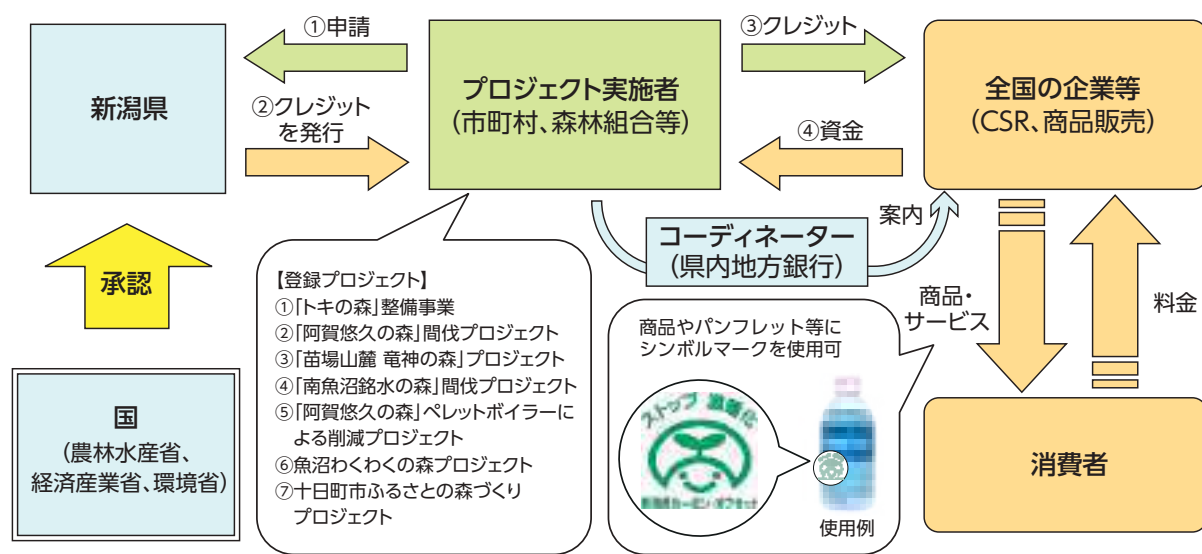 ①申請
新潟県
②クレジット
を発行
プロジェクト実施者
(市町村、森林組合等)
③クレジット
④資金
全国の企業等
(CSR、商品販売)
承認
国
(農林水産省、
経済産業省、環境省)
【登録プロジェクト】
①「トキの森」整備事業
②「阿賀悠久の森」間伐プロジェクト
③「苗場山麓 竜神の森」プロジェクト
④「南魚沼銘水の森」間伐プロジェクト
⑤「阿賀悠久の森」ペレットボイラーに
よる削減プロジェクト
⑥魚沼わくわくの森プロジェクト
⑦十日町市ふるさとの森づくり
プロジェクト
コーディネーター
(県内地方銀行)
案内
商品やパンフレット等に
シンボルマークを使用可
ストップ 温暖化
新潟県カーボン・オフセット
使用例
商品・
サービス
料金
消費者